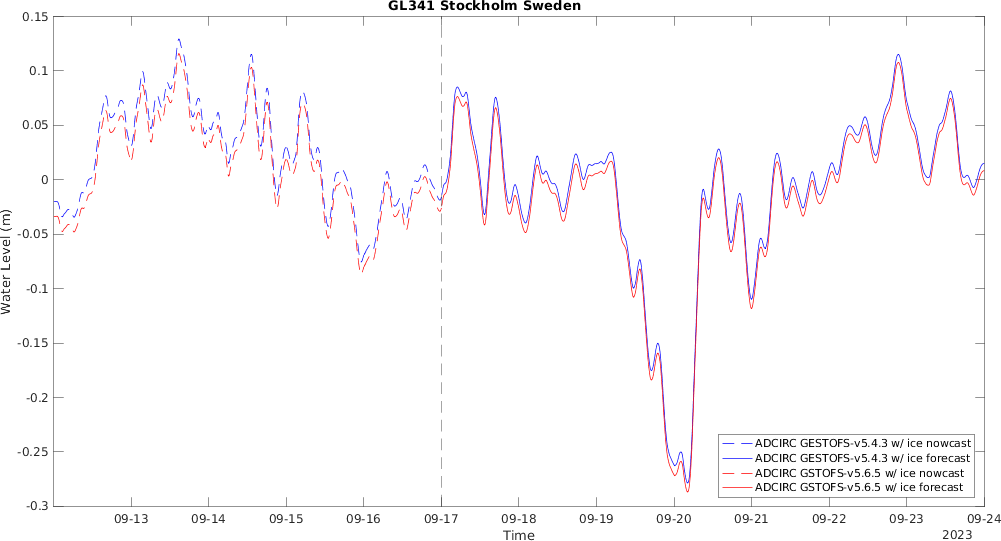 GL341 Stockholm Sweden
0.15
0.1
0.05
0
-0.05
-0.1
-0.15
-0.2
-0.25
-0.3
Water Level (m)
09-13 09-14 09-15 09-16 09-17 09-18 09-19 09-20 09-21 09-22 09-23 09-24
Time
2023
ADCIRC GESTOFS-v5.4.3 w/ ice nowcast
ADCIRC GESTOFS-v5.4.3 w/ ice forecast
ADCIRC GSTOFS-v5.6.5 w/ ice nowcast
ADCIRC GSTOFS-v5.6.5 w/ ice forecast